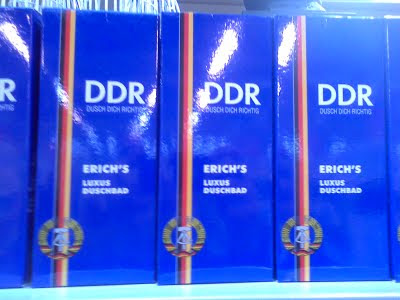 R
TIG
DDR
DUSCH DICH RICHTIG
ERICH'S
LUXUS
DUSCHBAD
DDR
DUSCH DICH RICHTIG
ERICH'S
LUXUS
DUSCHBAD
DDR
DUSCH DICH RICHTIG
ERICH'S
LUXUS
DUSCHBAD